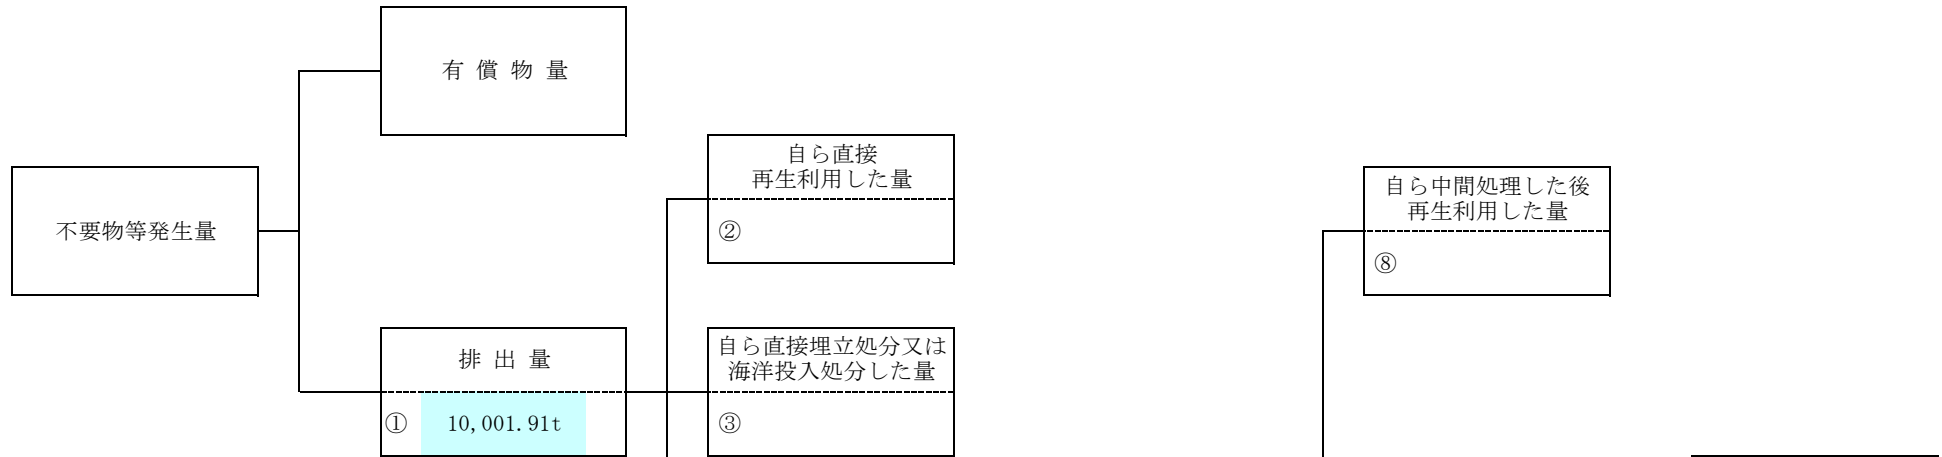 有 償 物 量
自ら直接
再生利用した量
②
自ら中間処理した後
再生利用した量
⑧
不要物等発生量
排 出 量
① 10,001.91t
自ら直接埋立処分又は
海洋投入処分した量
③